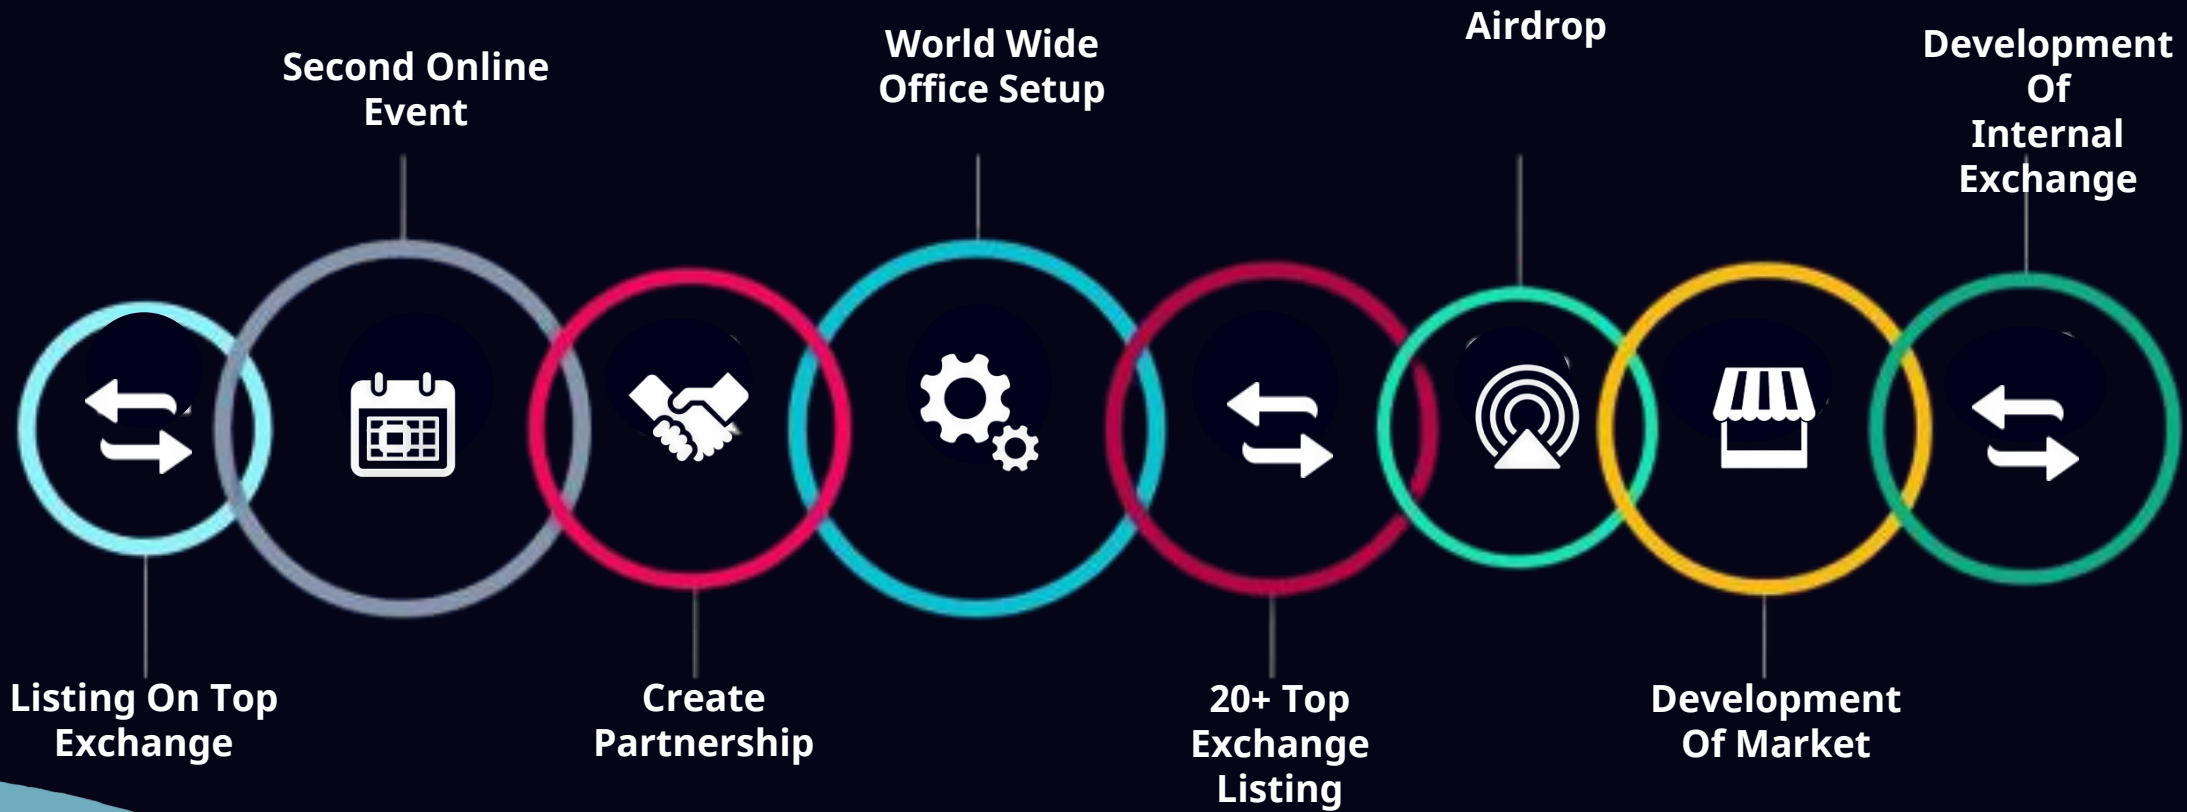 Listing On Top
Exchange
Second Online
Event
Create
Partnership
World Wide
Office Setup
20+ Top
Exchange
Listing
Airdrop
Development
Of Market
Development
Of
Internal
Exchange